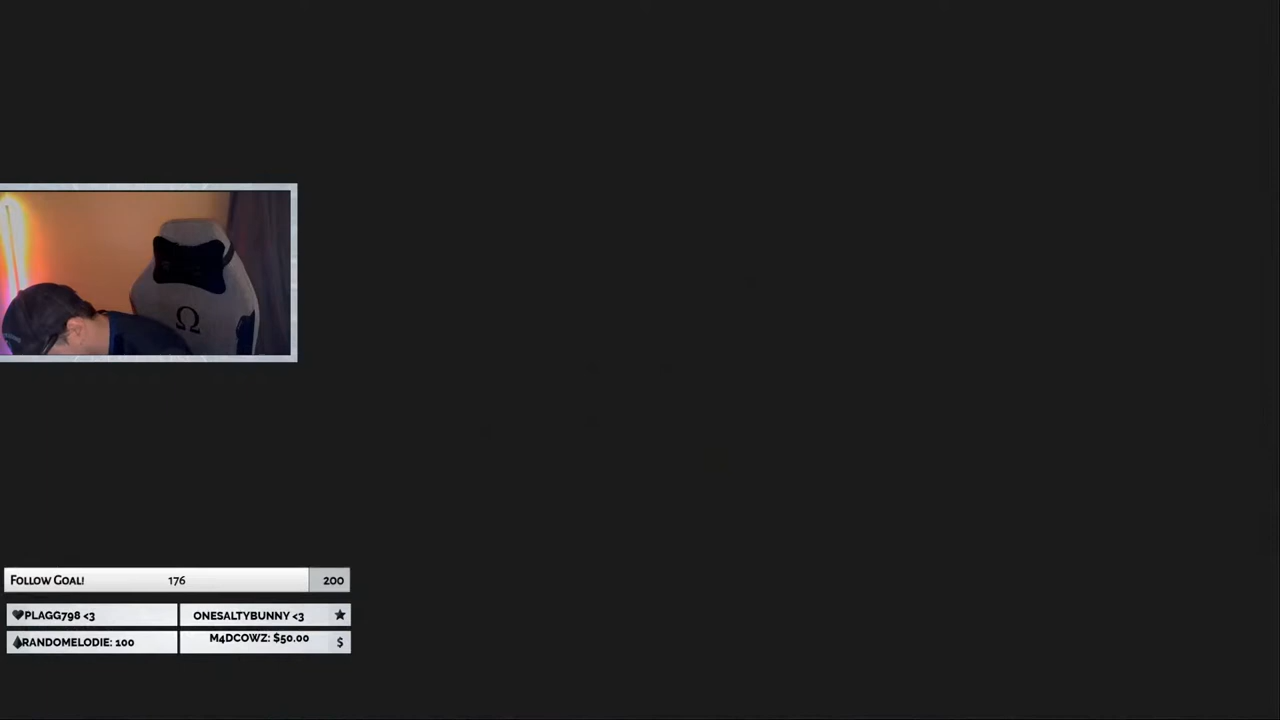 Ω
FOLLOW GOAL! 176 200
PLAGG798 <3 ONESALTYBUNNY <3
RANDOMELODIE: 100 M4DCOWZ: $50.00 $